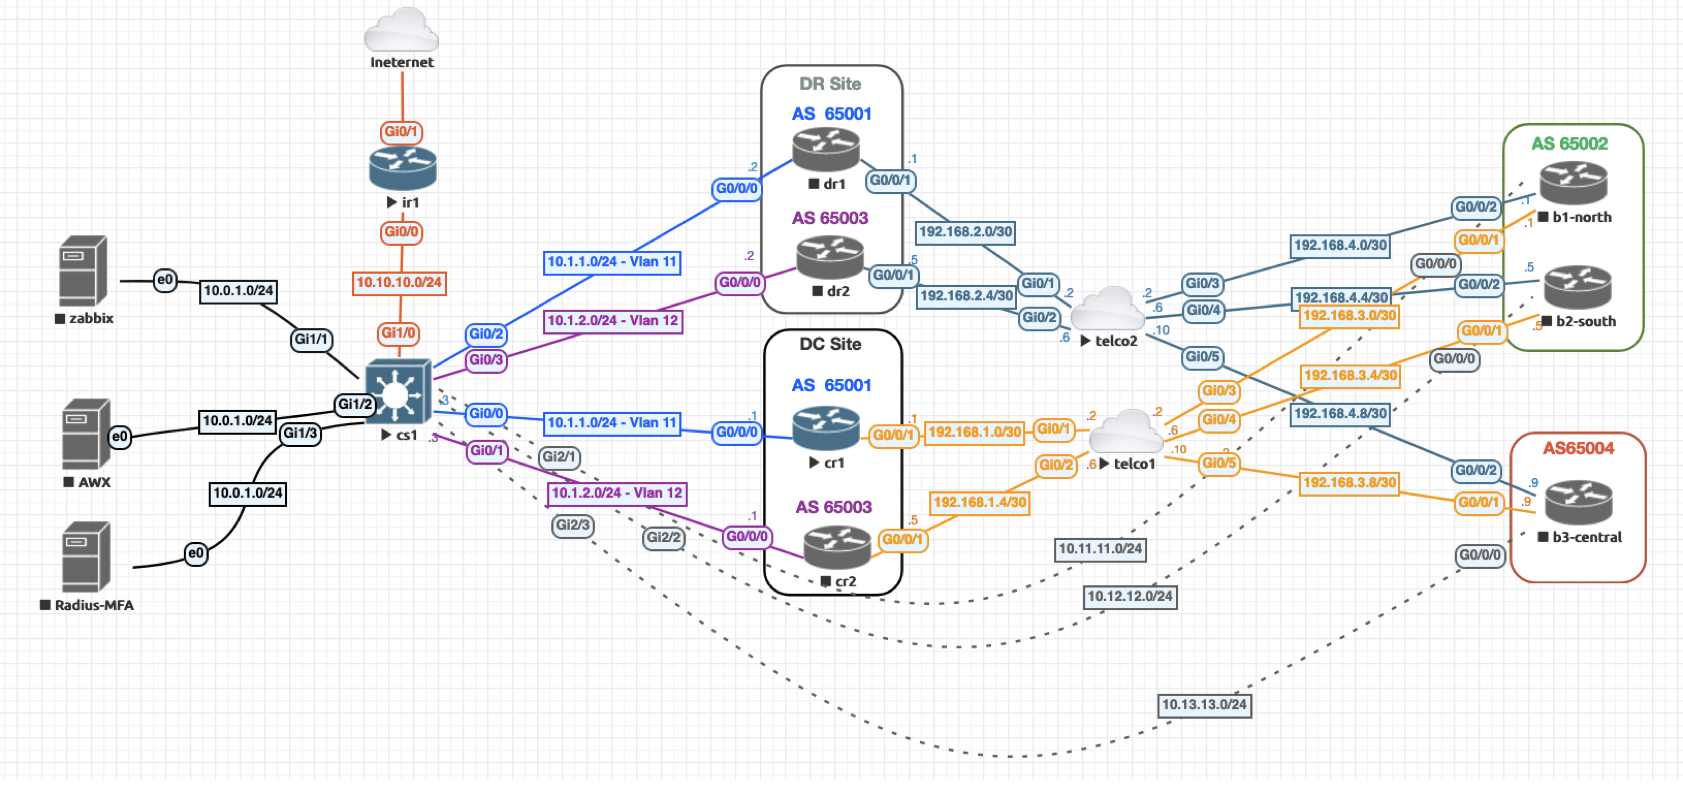 Ineternet
Gi0/1
ir1
Gi0/0
10.10.10.0/24
Gi1/0
zabbix
e0
10.0.1.0/24
Gi1/1
AWX
e0
10.0.1.0/24
Gi1/2
Radius-MFA
e0
10.0.1.0/24
Gi1/3
cs1
Gi0/2
10.1.1.0/24 - Vlan 11
G0/0/0
.2
Gi0/3
10.1.2.0/24 - Vlan 12
G0/0/0
.2
.3
Gi0/0
10.1.1.0/24 - Vlan 11
G0/0/0
.1
.3
Gi0/1
10.1.2.0/24 - Vlan 12
G0/0/0
.1
Gi2/1
Gi2/2
Gi2/3
DR Site
AS 65001
dr1
AS 65003
dr2
DC Site
AS 65001
cr1
AS 65003
cr2
.1
G0/0/1
192.168.2.0/30
Gi0/1
.2
.5
G0/0/1
192.168.2.4/30
Gi0/2
.6
telco2
.1
G0/0/1
192.168.1.0/30
Gi0/1
.2
.5
G0/0/1
192.168.1.4/30
Gi0/2
.6
telco1
.2
Gi0/3
192.168.4.0/30
G0/0/2
.1
.6
Gi0/4
192.168.4.4/30
G0/0/2
.5
.10
Gi0/5
192.168.4.8/30
G0/0/2
.9
.2
Gi0/3
192.168.3.0/30
G0/0/1
.1
.6
Gi0/4
192.168.3.4/30
G0/0/1
.5
.10
Gi0/5
192.168.3.8/30
G0/0/1
.9
G0/0/0
G0/0/0
G0/0/0
10.11.11.0/24
10.12.12.0/24
10.13.13.0/24
AS 65002
b1-north
b2-south
AS65004
b3-central